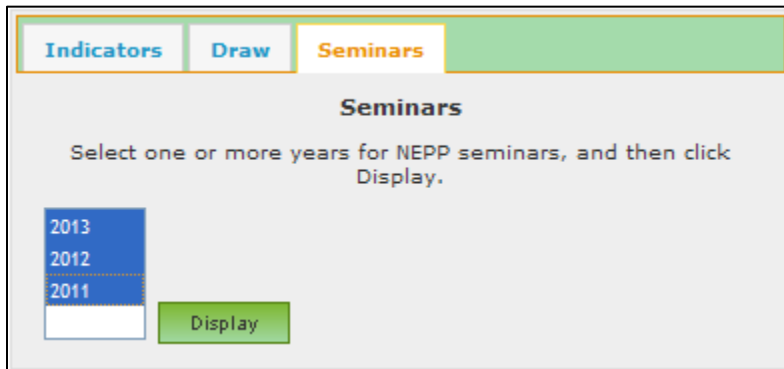 Indicators Draw Seminars
Seminars
Select one or more years for NEPP seminars, and then click
Display.
2013
2012
2011
Display